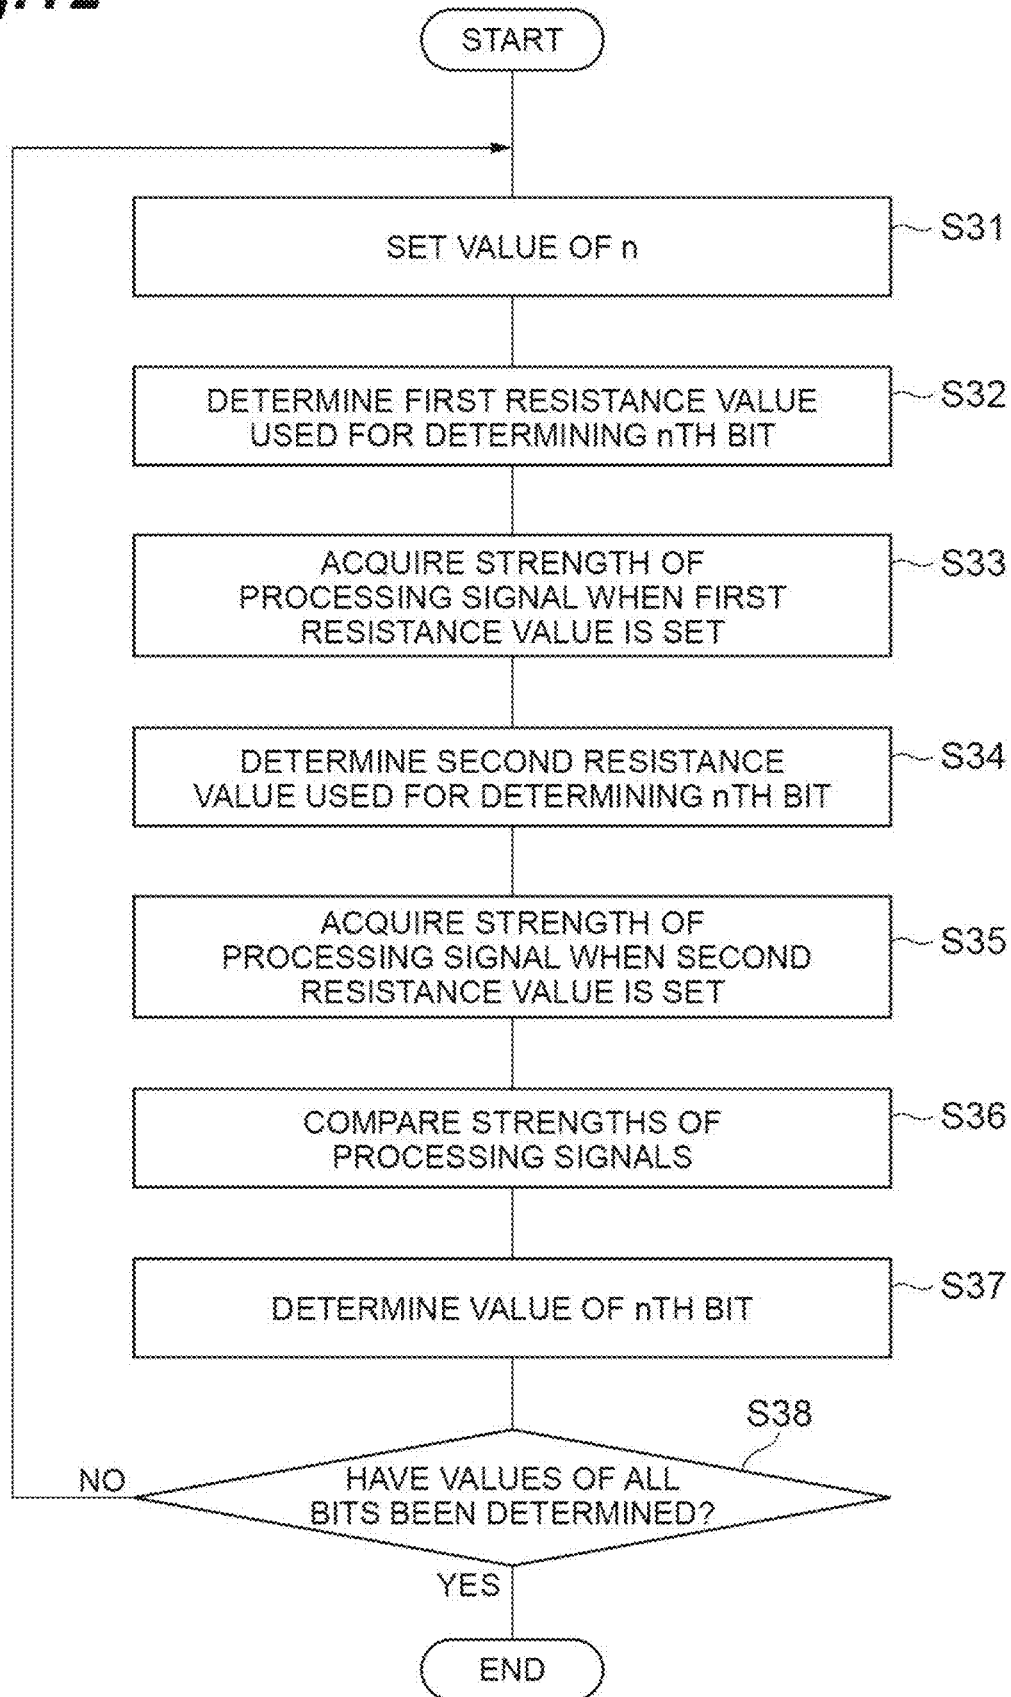 START
SET VALUE OF n
S31
DETERMINE FIRST RESISTANCE VALUE
USED FOR DETERMINING nTH BIT
S32
ACQUIRE STRENGTH OF
PROCESSING SIGNAL WHEN FIRST
RESISTANCE VALUE IS SET
S33
DETERMINE SECOND RESISTANCE
VALUE USED FOR DETERMINING nTH BIT
S34
ACQUIRE STRENGTH OF
PROCESSING SIGNAL WHEN SECOND
RESISTANCE VALUE IS SET
S35
COMPARE STRENGTHS OF
PROCESSING SIGNALS
S36
DETERMINE VALUE OF nTH BIT
S37
S38
HAVE VALUES OF ALL
BITS BEEN DETERMINED?
NO
YES
END